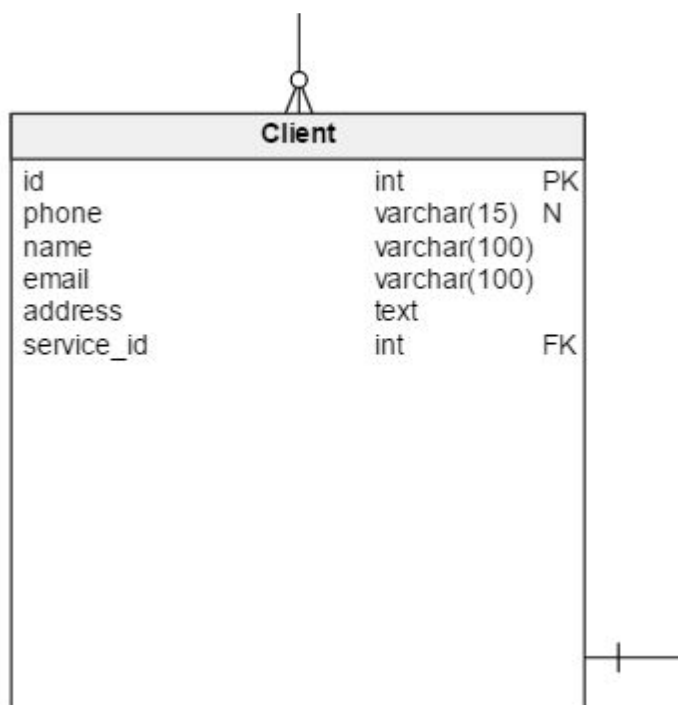 Client
id int PK
phone varchar(15) N
name varchar(100)
email varchar(100)
address text
service_id int FK